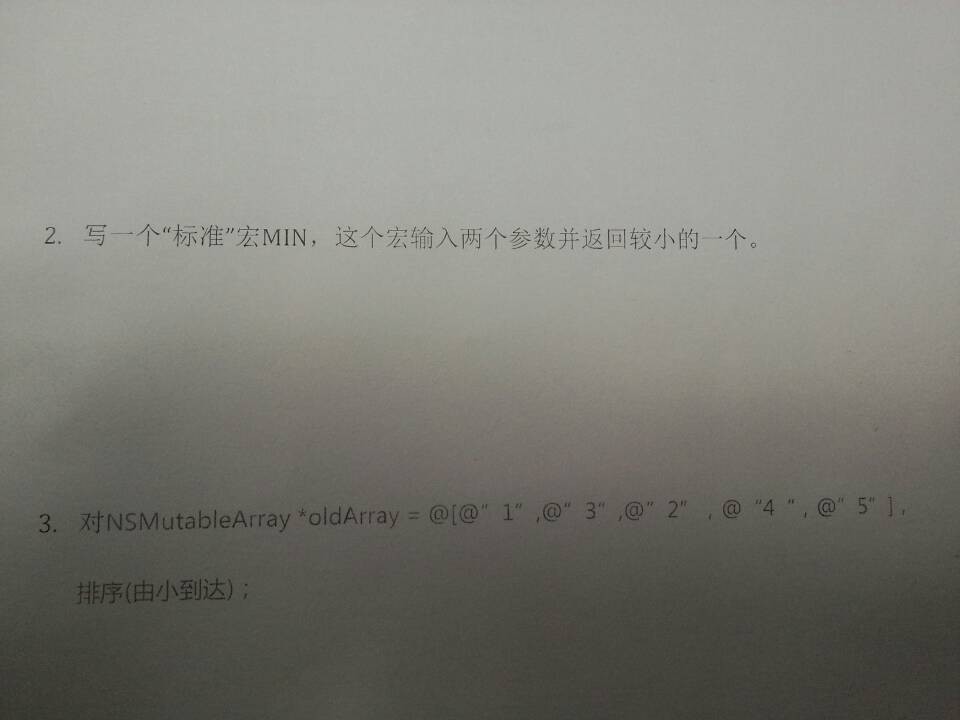 2. 写一个“标准”宏MIN，这个宏输入两个参数并返回较小的一个。
3. 对NSMutableArray *oldArray = @[@”1”,@”3”,@”2”，@“4“,@”5”]，
排序(由小到达)；